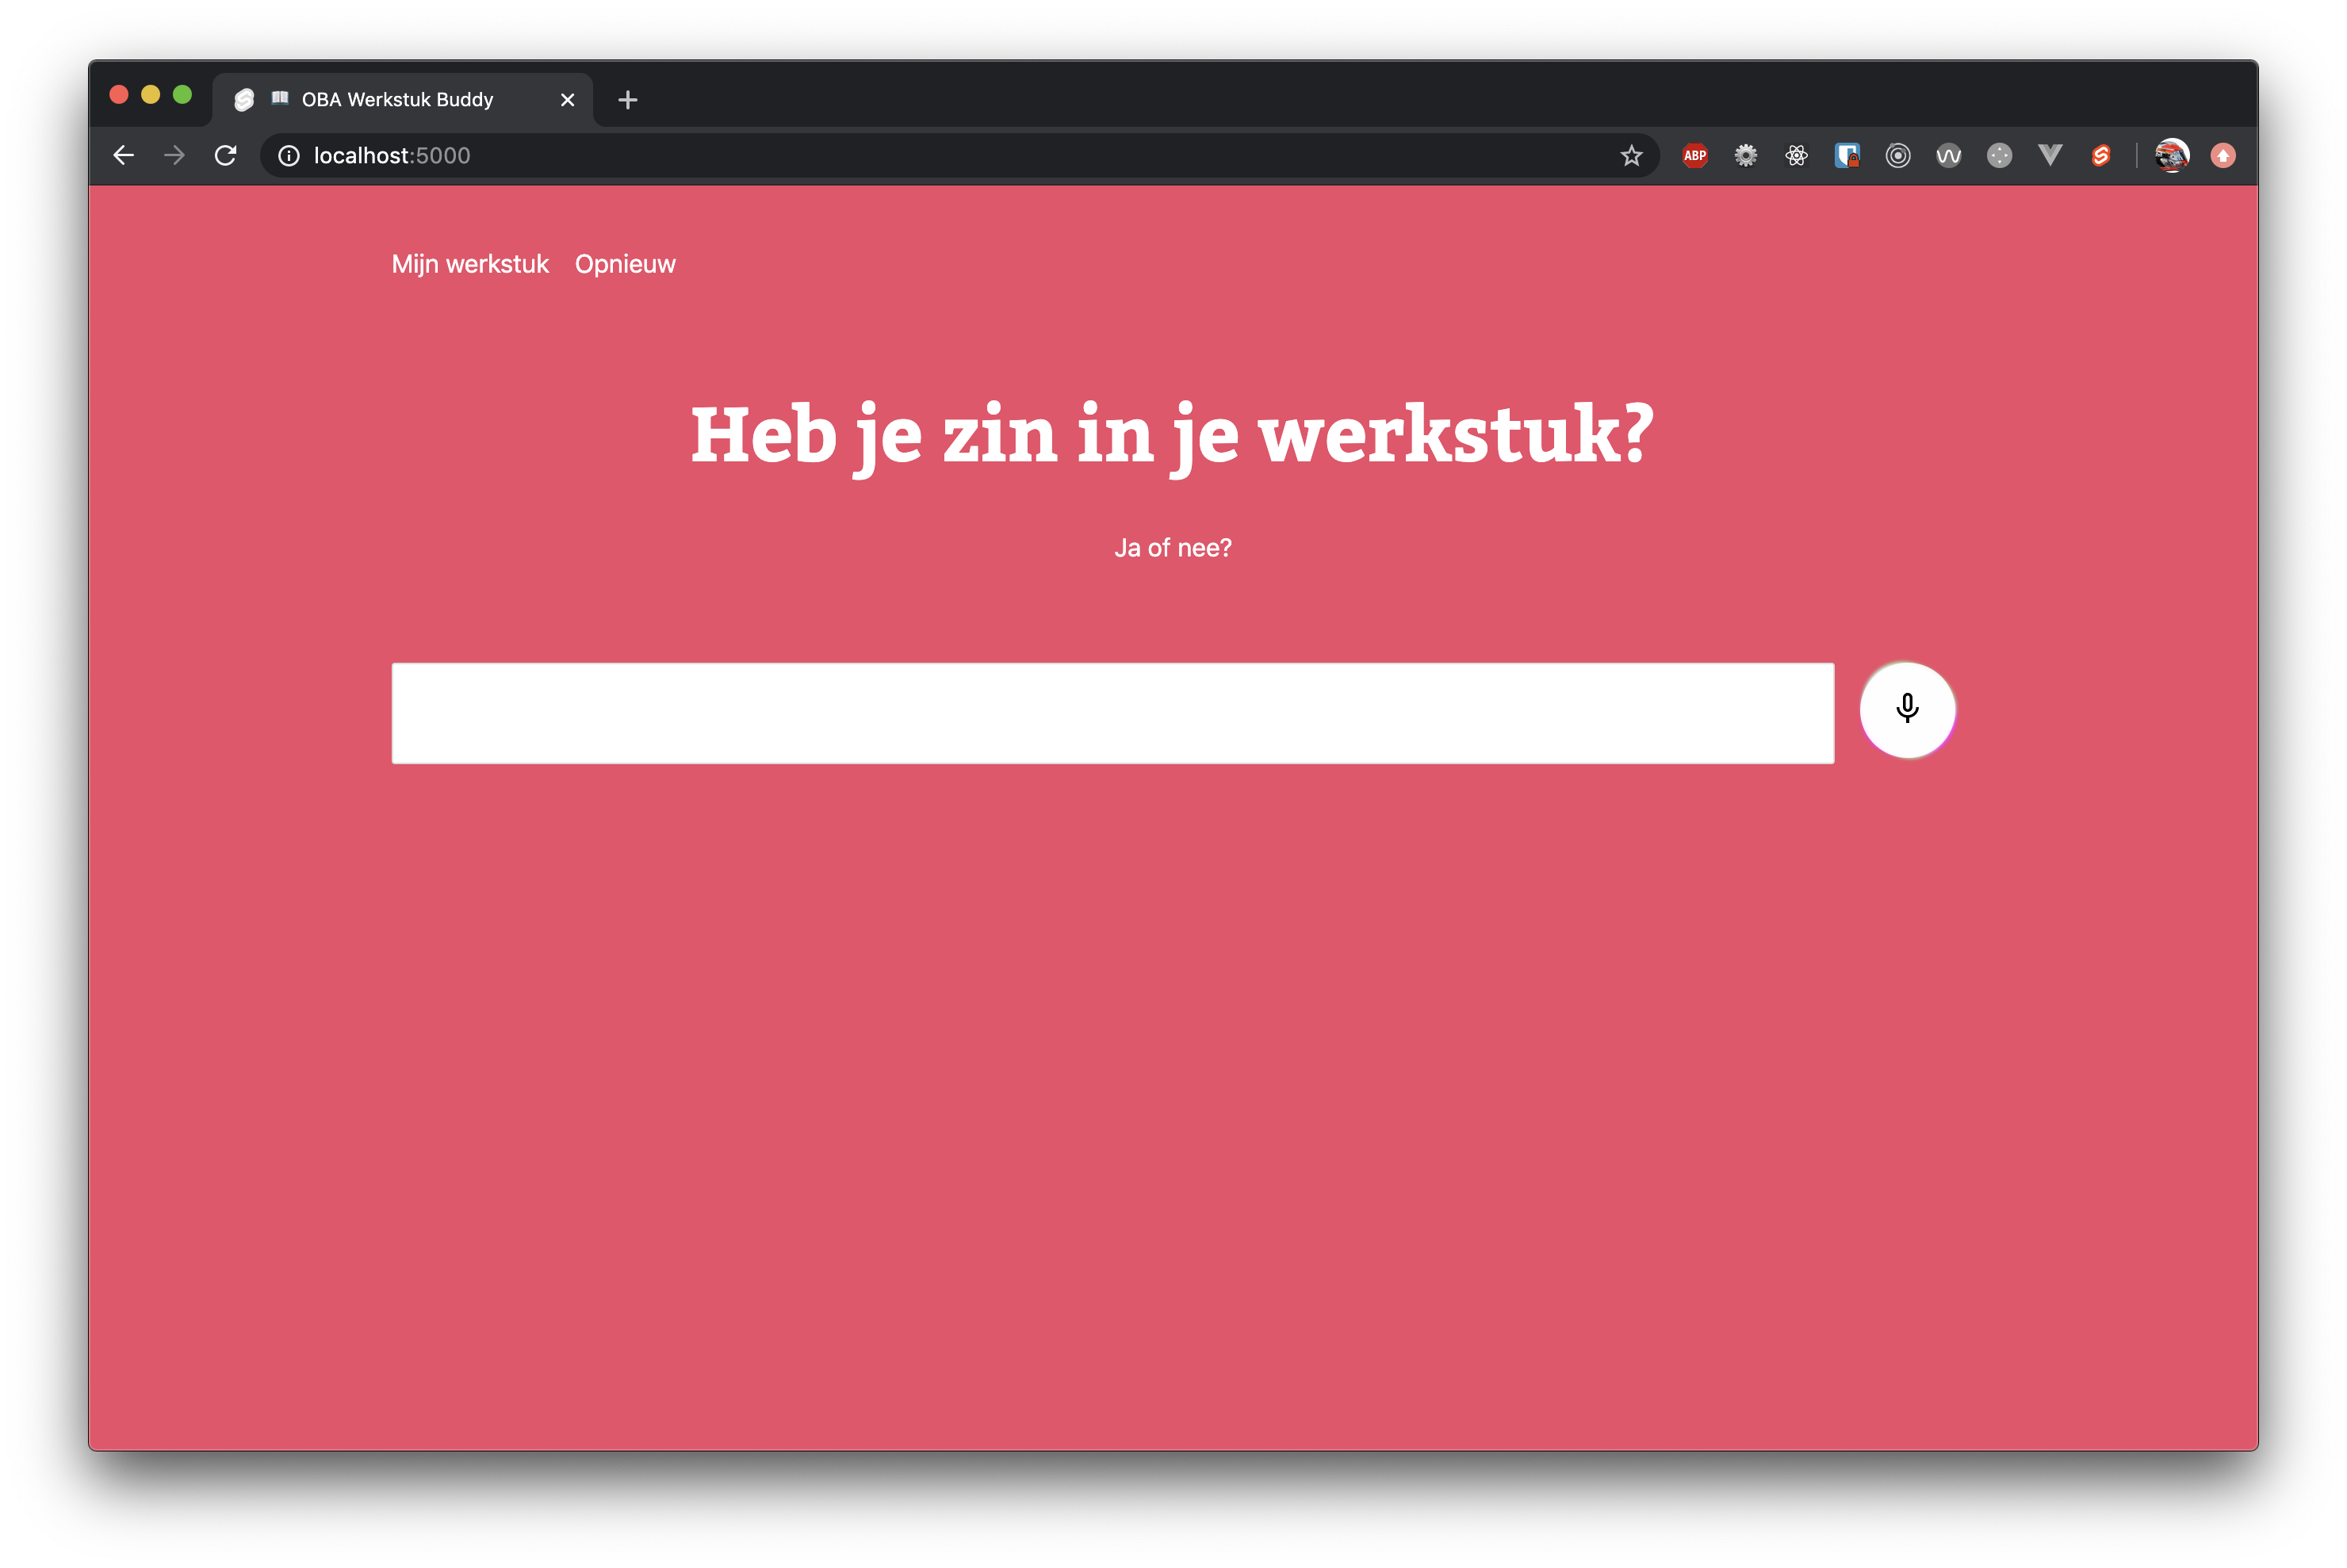 OBA Werkstuk Buddy
localhost:5000
ABP
Mijn werkstuk Opnieuw
Heb je zin in je werkstuk?
Ja of nee?